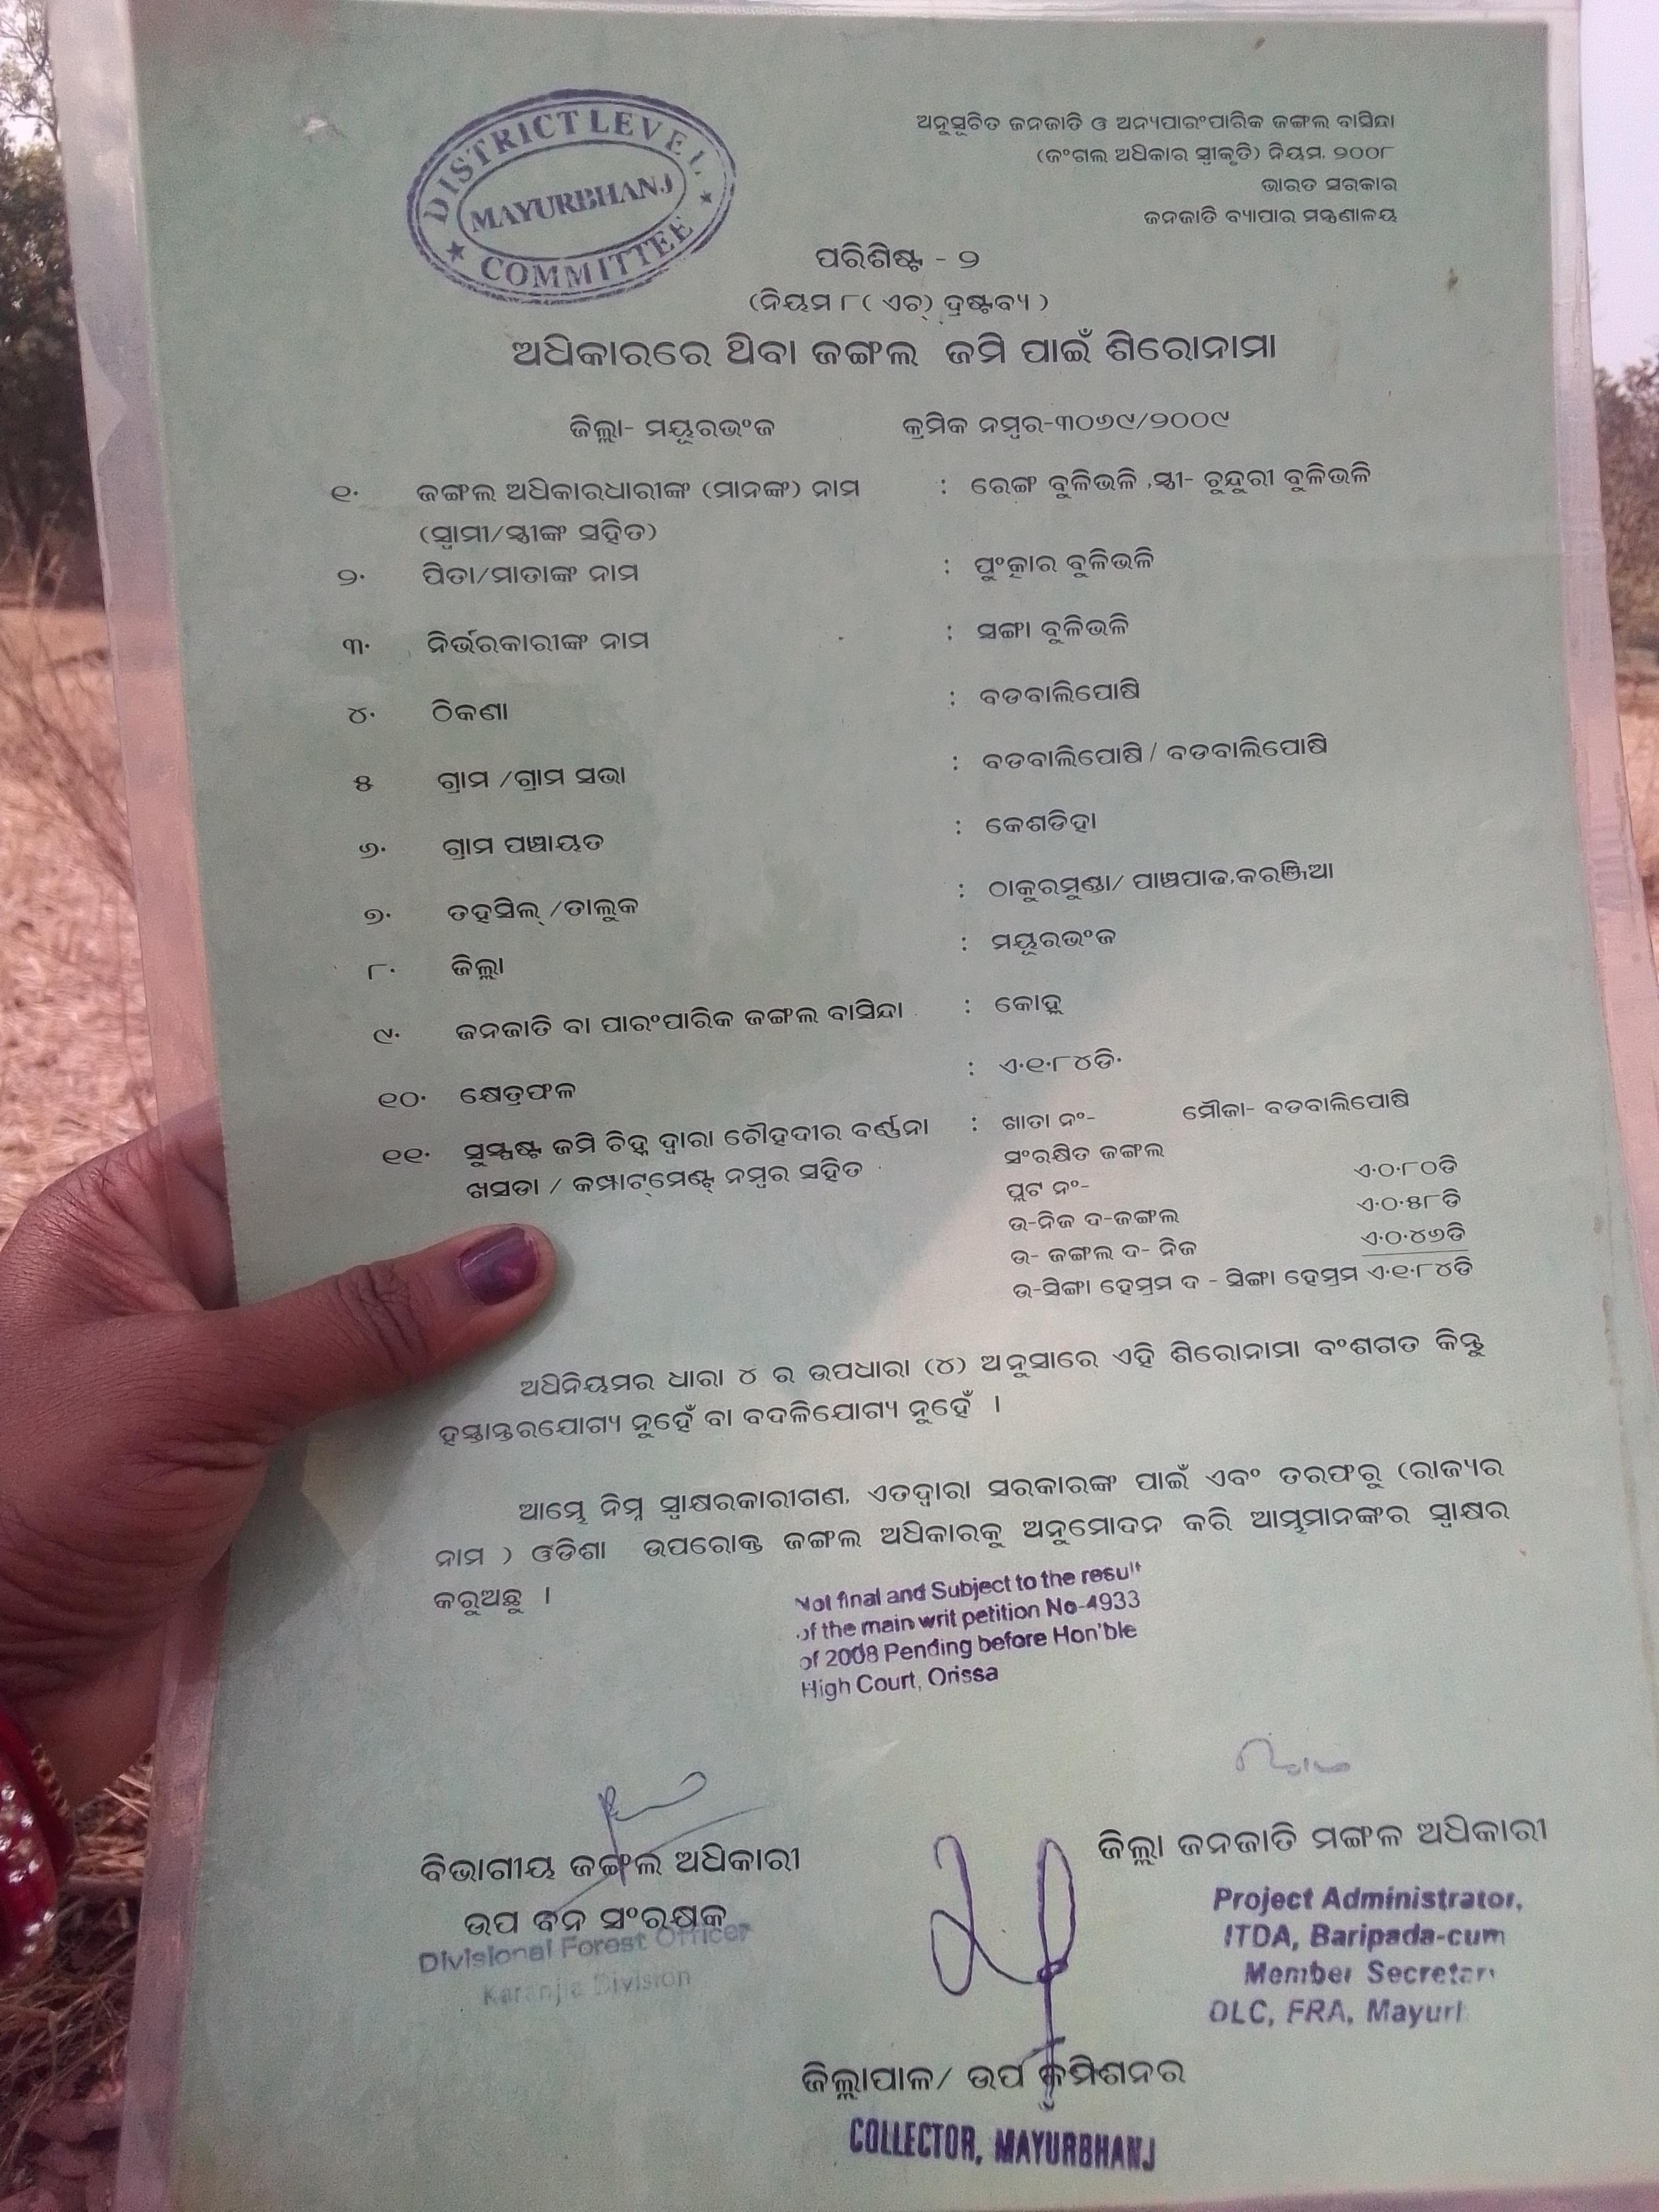 DISTRICT LEVEL
MAYURBHANJ
COMMITTEE
ଅନୁସୂଚିତ ଜନଜାତି ଓ ଅନ୍ୟପାରଂପାରିକ ଜଙ୍ଗଲ ବାସିନ୍ଦା
(ଜଂଗଲ ଅଧିକାର ସ୍ୱୀକୃତି) ନିୟମ, ୨୦୦୮
ଭାରତ ସରକାର
ଜନଜାତି ବ୍ୟାପାର ମନ୍ତ୍ରଣାଳୟ
ପରିଶିଷ୍ଟ - ୨
(ନିୟମ ୮( ଏଚ୍) ଦ୍ରଷ୍ଟବ୍ୟ )
ଅଧିକାରରେ ଥିବା ଜଙ୍ଗଲ ଜମି ପାଇଁ ଶିରୋନାମା
ଜିଲ୍ଲା- ମୟୂରଭଂଜ କ୍ରମିକ ନମ୍ବର-୩୦୬୯/୨୦୦୯
୧. ଜଙ୍ଗଲ ଅଧିକାରଧାରୀଙ୍କ (ମାନଙ୍କ) ନାମ : ରେଙ୍ଗ ବୁଳିଭଳି ,ସ୍ତ୍ରୀ- ଚୁନ୍ଦୁରୀ ବୁଳିଭଳି
(ସ୍ୱାମୀ/ସ୍ତ୍ରୀଙ୍କ ସହିତ)
୨. ପିତା/ମାତାଙ୍କ ନାମ : ବୁଳିଭଳି
୩. ନିର୍ଭରକାରୀଙ୍କ ନାମ : ସଙ୍ଗା ବୁଳିଭଳି
୪. ଠିକଣା : ବଡବାଲିପୋଷି
୫ ଗ୍ରାମ /ଗ୍ରାମ ସଭା : ବଡବାଲିପୋଷି / ବଡବାଲିପୋଷି
୬. ଗ୍ରାମ ପଞ୍ଚାୟତ : କେଶଡିହା
୭. ତହସିଲ୍ /ତାଲୁକ : ଠାକୁରମୁଣ୍ଡା/ ପାଞ୍ଚପାଢ,କରଞ୍ଜିଆ
୮. ଜିଲ୍ଲା : ମୟୂରଭଂଜ
୯. ଜନଜାତି ବା ପାରଂପାରିକ ଜଙ୍ଗଲ ବାସିନ୍ଦା : କୋହ୍ଲ
୧୦. କ୍ଷେତ୍ରଫଳ : ଏ.୧.୮୪ଡି.
୧୧. ସୁସ୍ପଷ୍ଟ ଜମି ଚିହ୍ନ ଦ୍ୱାରା ଚୌହଦୀର ବର୍ଣ୍ଣନା : ଖାତା ନଂ- ମୌଜା- ବଡବାଲିପୋଷି
ଖସଡା / କମ୍ପାଟ୍‌ମେଣ୍ଟ୍ ନମ୍ବର ସହିତ
ସଂରକ୍ଷିତ ଜଙ୍ଗଲ
ପ୍ଲଟ ନଂ- ଏ.୦.୮୦ଡି
ଉ-ନିଜ ଦ-ଜଙ୍ଗଲ ଏ.୦.୫୮ଡି
ଉ- ଜଙ୍ଗଲ ଦ- ନିଜ ଏ.୦.୪୬ଡି
ଉ-ସିଙ୍ଗା ହେମ୍ରମ ଦ - ସିଙ୍ଗା ହେମ୍ରମ ଏ.୧.୮୪ଡି
ଅଧିନିୟମର ଧାରା ୪ ର ଉପଧାରା (୪) ଅନୁସାରେ ଏହି ଶିରୋନାମା ବଂଶଗତ କିନ୍ତୁ
ହସ୍ତାନ୍ତରଯୋଗ୍ୟ ନୁହେଁ ବା ବଦଳିଯୋଗ୍ୟ ନୁହେଁ ।
ଆମ୍ଭେ ନିମ୍ନ ସ୍ୱାକ୍ଷରକାରୀଗଣ, ଏତଦ୍ୱାରା ସରକାରଙ୍କ ପାଇଁ ଏବଂ ତରଫରୁ (ରାଜ୍ୟର
ନାମ ) ଓଡିଶା ଉପରୋକ୍ତ ଜଙ୍ଗଲ ଅଧିକାରକୁ ଅନୁମୋଦନ କରି ଆମ୍ଭମାନଙ୍କର ସ୍ୱାକ୍ଷର
କରୁଅଛୁ ।
Not final and Subject to the result
of the main writ petition No-4933
of 2008 Pending before Hon'ble
High Court, Orissa
ବିଭାଗୀୟ ଜଙ୍ଗଲ ଅଧିକାରୀ
ଉପ ବନ ସଂରକ୍ଷକ
Divisional Forest Officer
Karanjia Division
ଜିଲ୍ଲା ଜନଜାତି ମଙ୍ଗଳ ଅଧିକାରୀ
Project Administrator,
ITDA, Baripada-cum
Member Secretary
DLC, FRA, Mayur
ଜିଲ୍ଲାପାଳ/ ଉପ କମିଶନର
COLLECTOR, MAYURBHANJ